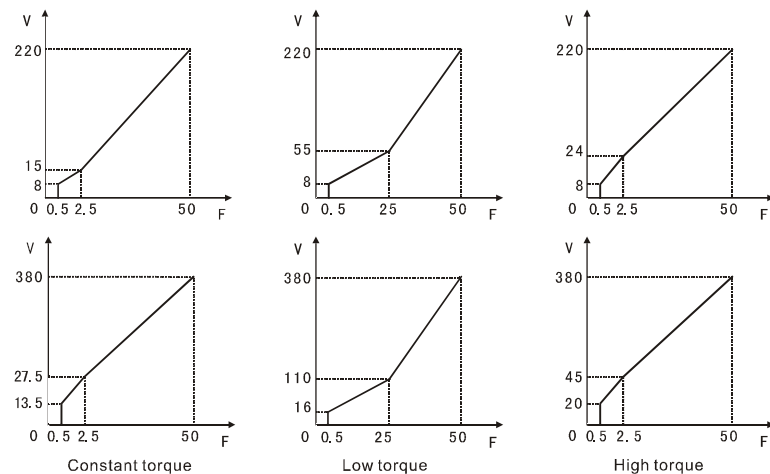 V V V
220 220 220
15 55 24
8 8 8
0 0.5 2.5 50 F 0 0.5 25 50 F 0 0.5 2.5 50 F
V V V
380 380 380
27.5 110 45
13.5 16 20
0 0.5 2.5 50 F 0 0.5 25 50 F 0 0.5 2.5 50 F
Constant torque Low torque High torque